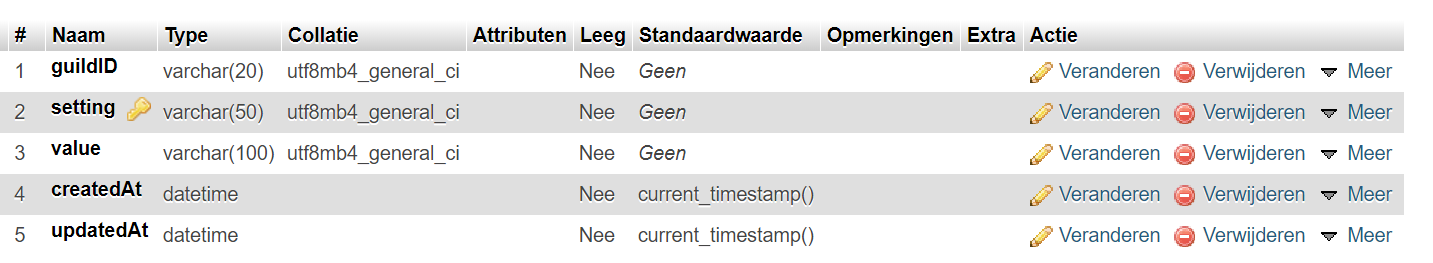 # Naam Type Collatie Attributen Leeg Standaardwaarde Opmerkingen Extra Actie
1 guildID varchar(20) utf8mb4_general_ci Nee Geen Veranderen Verwijderen Meer
2 setting varchar(50) utf8mb4_general_ci Nee Geen Veranderen Verwijderen Meer
3 value varchar(100) utf8mb4_general_ci Nee Geen Veranderen Verwijderen Meer
4 createdAt datetime Nee current_timestamp() Veranderen Verwijderen Meer
5 updatedAt datetime Nee current_timestamp() Veranderen Verwijderen Meer